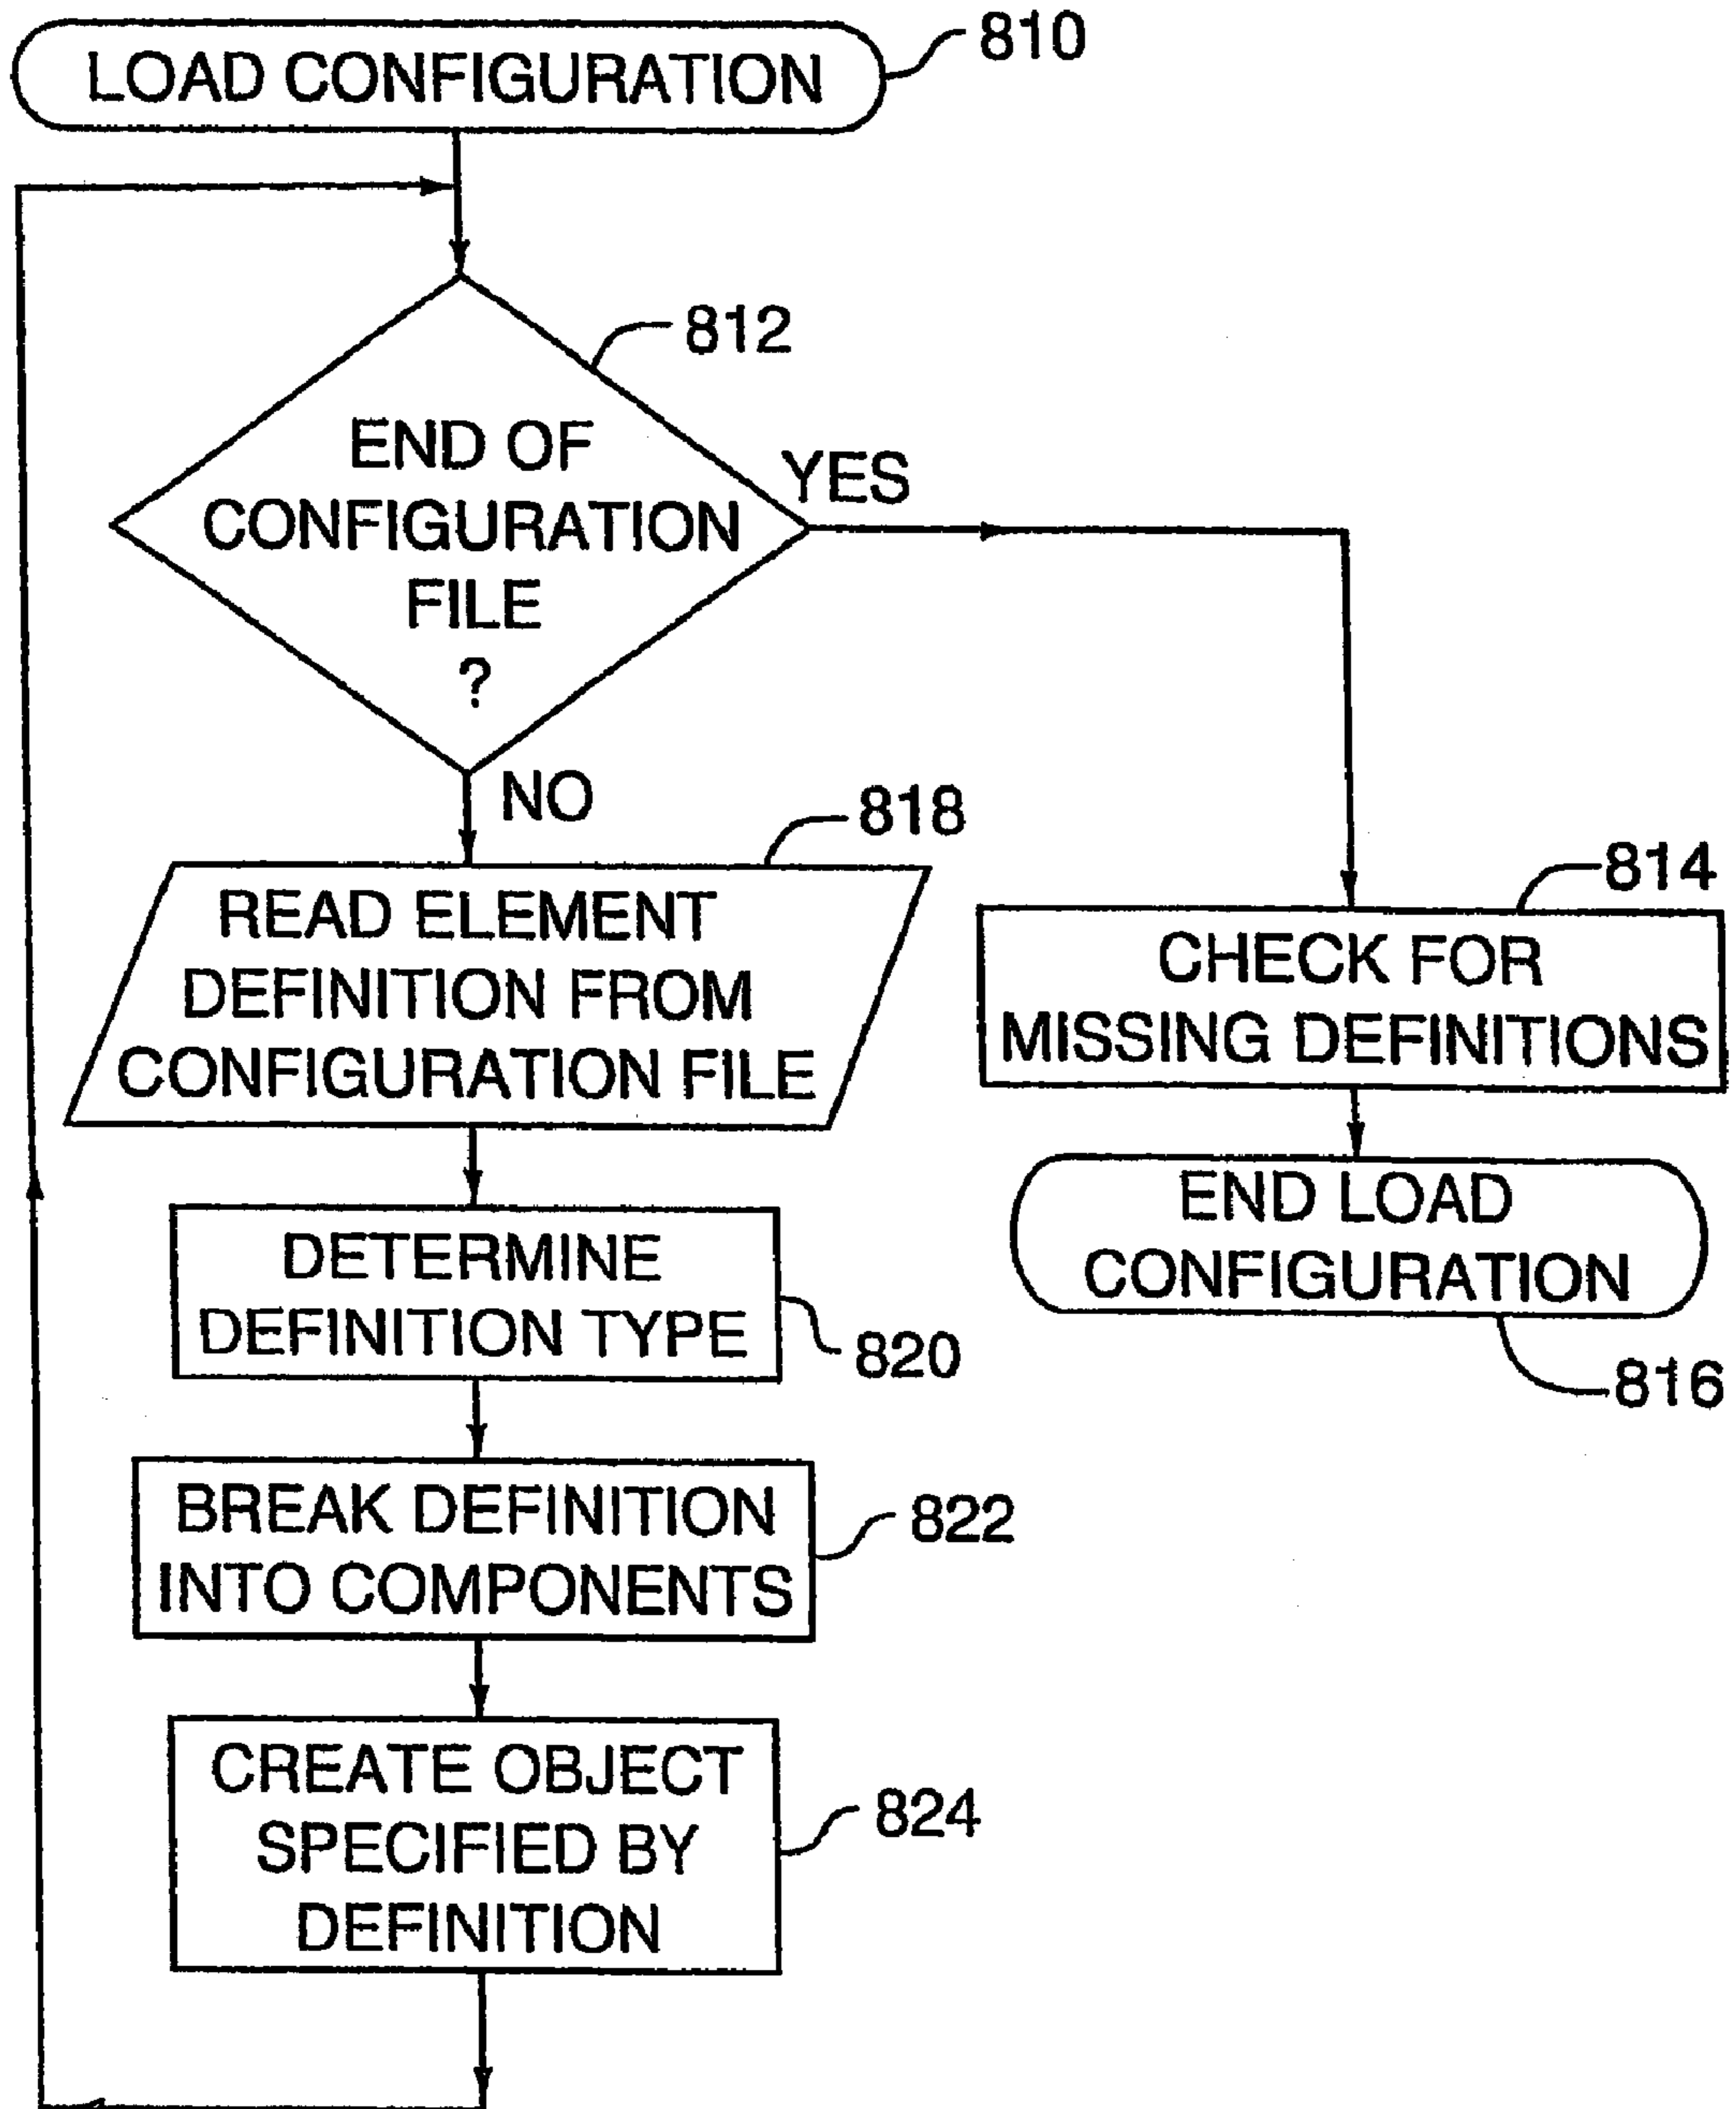 LOAD CONFIGURATION
810
812
END OF
CONFIGURATION
FILE
?
YES
NO
818
READ ELEMENT
DEFINITION FROM
CONFIGURATION FILE
814
CHECK FOR
MISSING DEFINITIONS
END LOAD
CONFIGURATION
816
DETERMINE
DEFINITION TYPE
820
BREAK DEFINITION
INTO COMPONENTS
822
CREATE OBJECT
SPECIFIED BY
DEFINITION
824